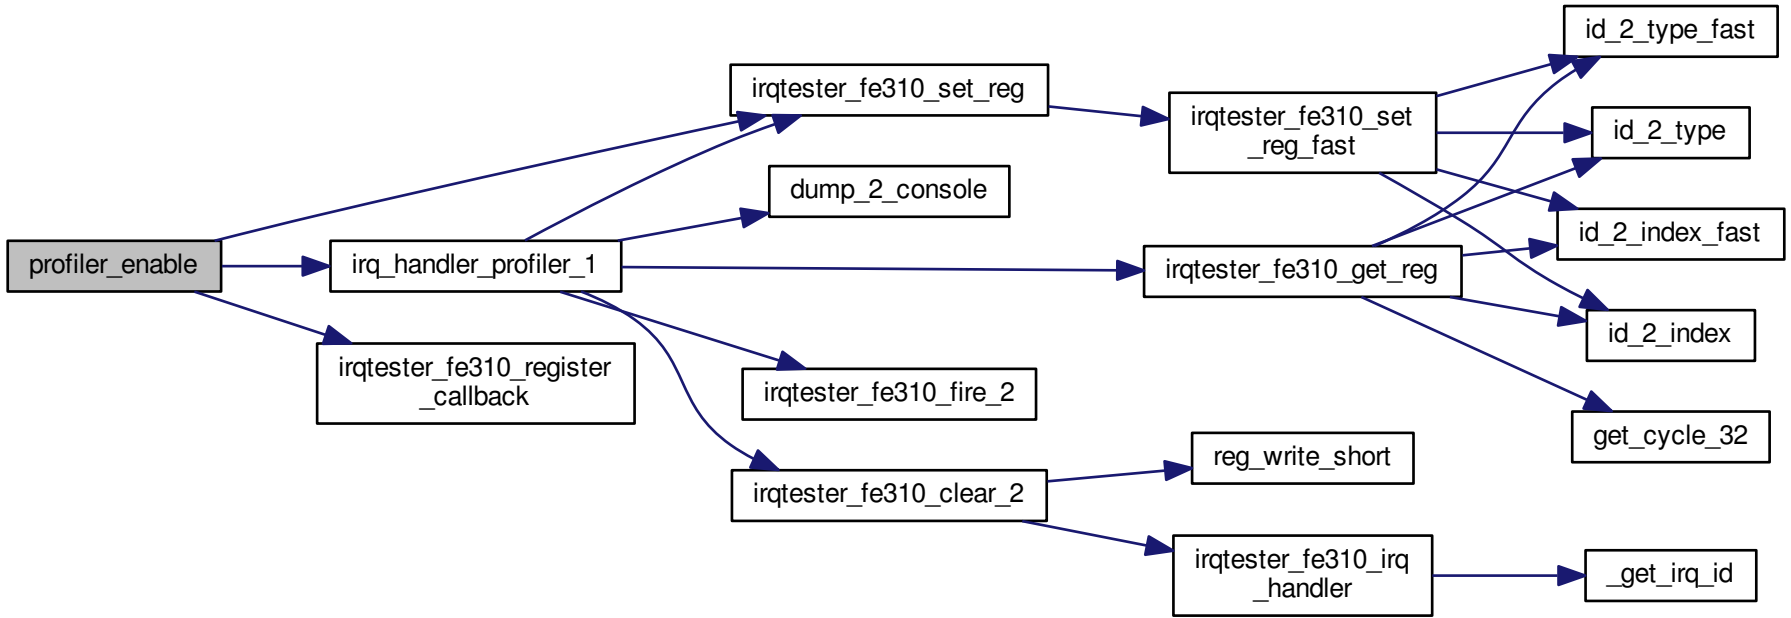 profiler_enable
irq_handler_profiler_1
irqtester_fe310_register
_callback
irqtester_fe310_set_reg
dump_2_console
irqtester_fe310_fire_2
irqtester_fe310_clear_2
irqtester_fe310_set
_reg_fast
irqtester_fe310_get_reg
reg_write_short
irqtester_fe310_irq
_handler
id_2_type_fast
id_2_type
id_2_index_fast
id_2_index
get_cycle_32
_get_irq_id